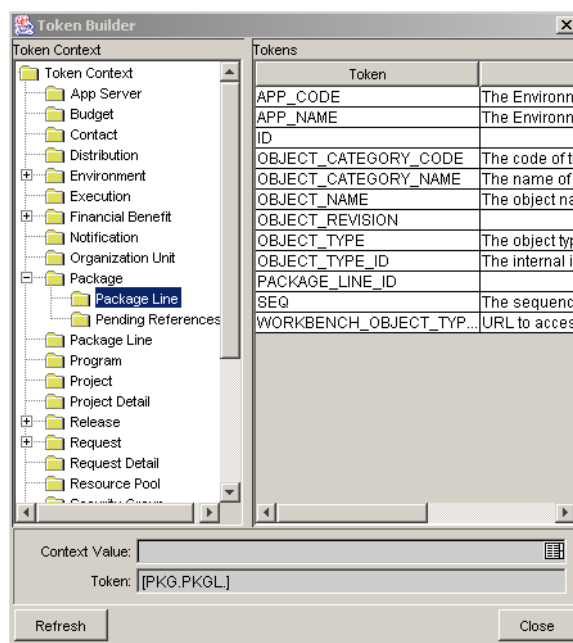 Token Builder
Token Context
Token Context
App Server
Budget
Contact
Distribution
Environment
Execution
Financial Benefit
Notification
Organization Unit
Package
Package Line
Pending References
Package Line
Program
Project
Project Detail
Release
Request
Request Detail
Resource Pool
Tokens
Token
APP_CODE The Environn
APP_NAME The Environn
ID
OBJECT_CATEGORY_CODE The code of t
OBJECT_CATEGORY_NAME The name of
OBJECT_NAME The object na
OBJECT_REVISION
OBJECT_TYPE The object typ
OBJECT_TYPE_ID The internal i
PACKAGE_LINE_ID
SEQ The sequenc
WORKBENCH_OBJECT_TYP... URL to acces
Context Value:
Token: [PKG.PKGL.]
Refresh Close